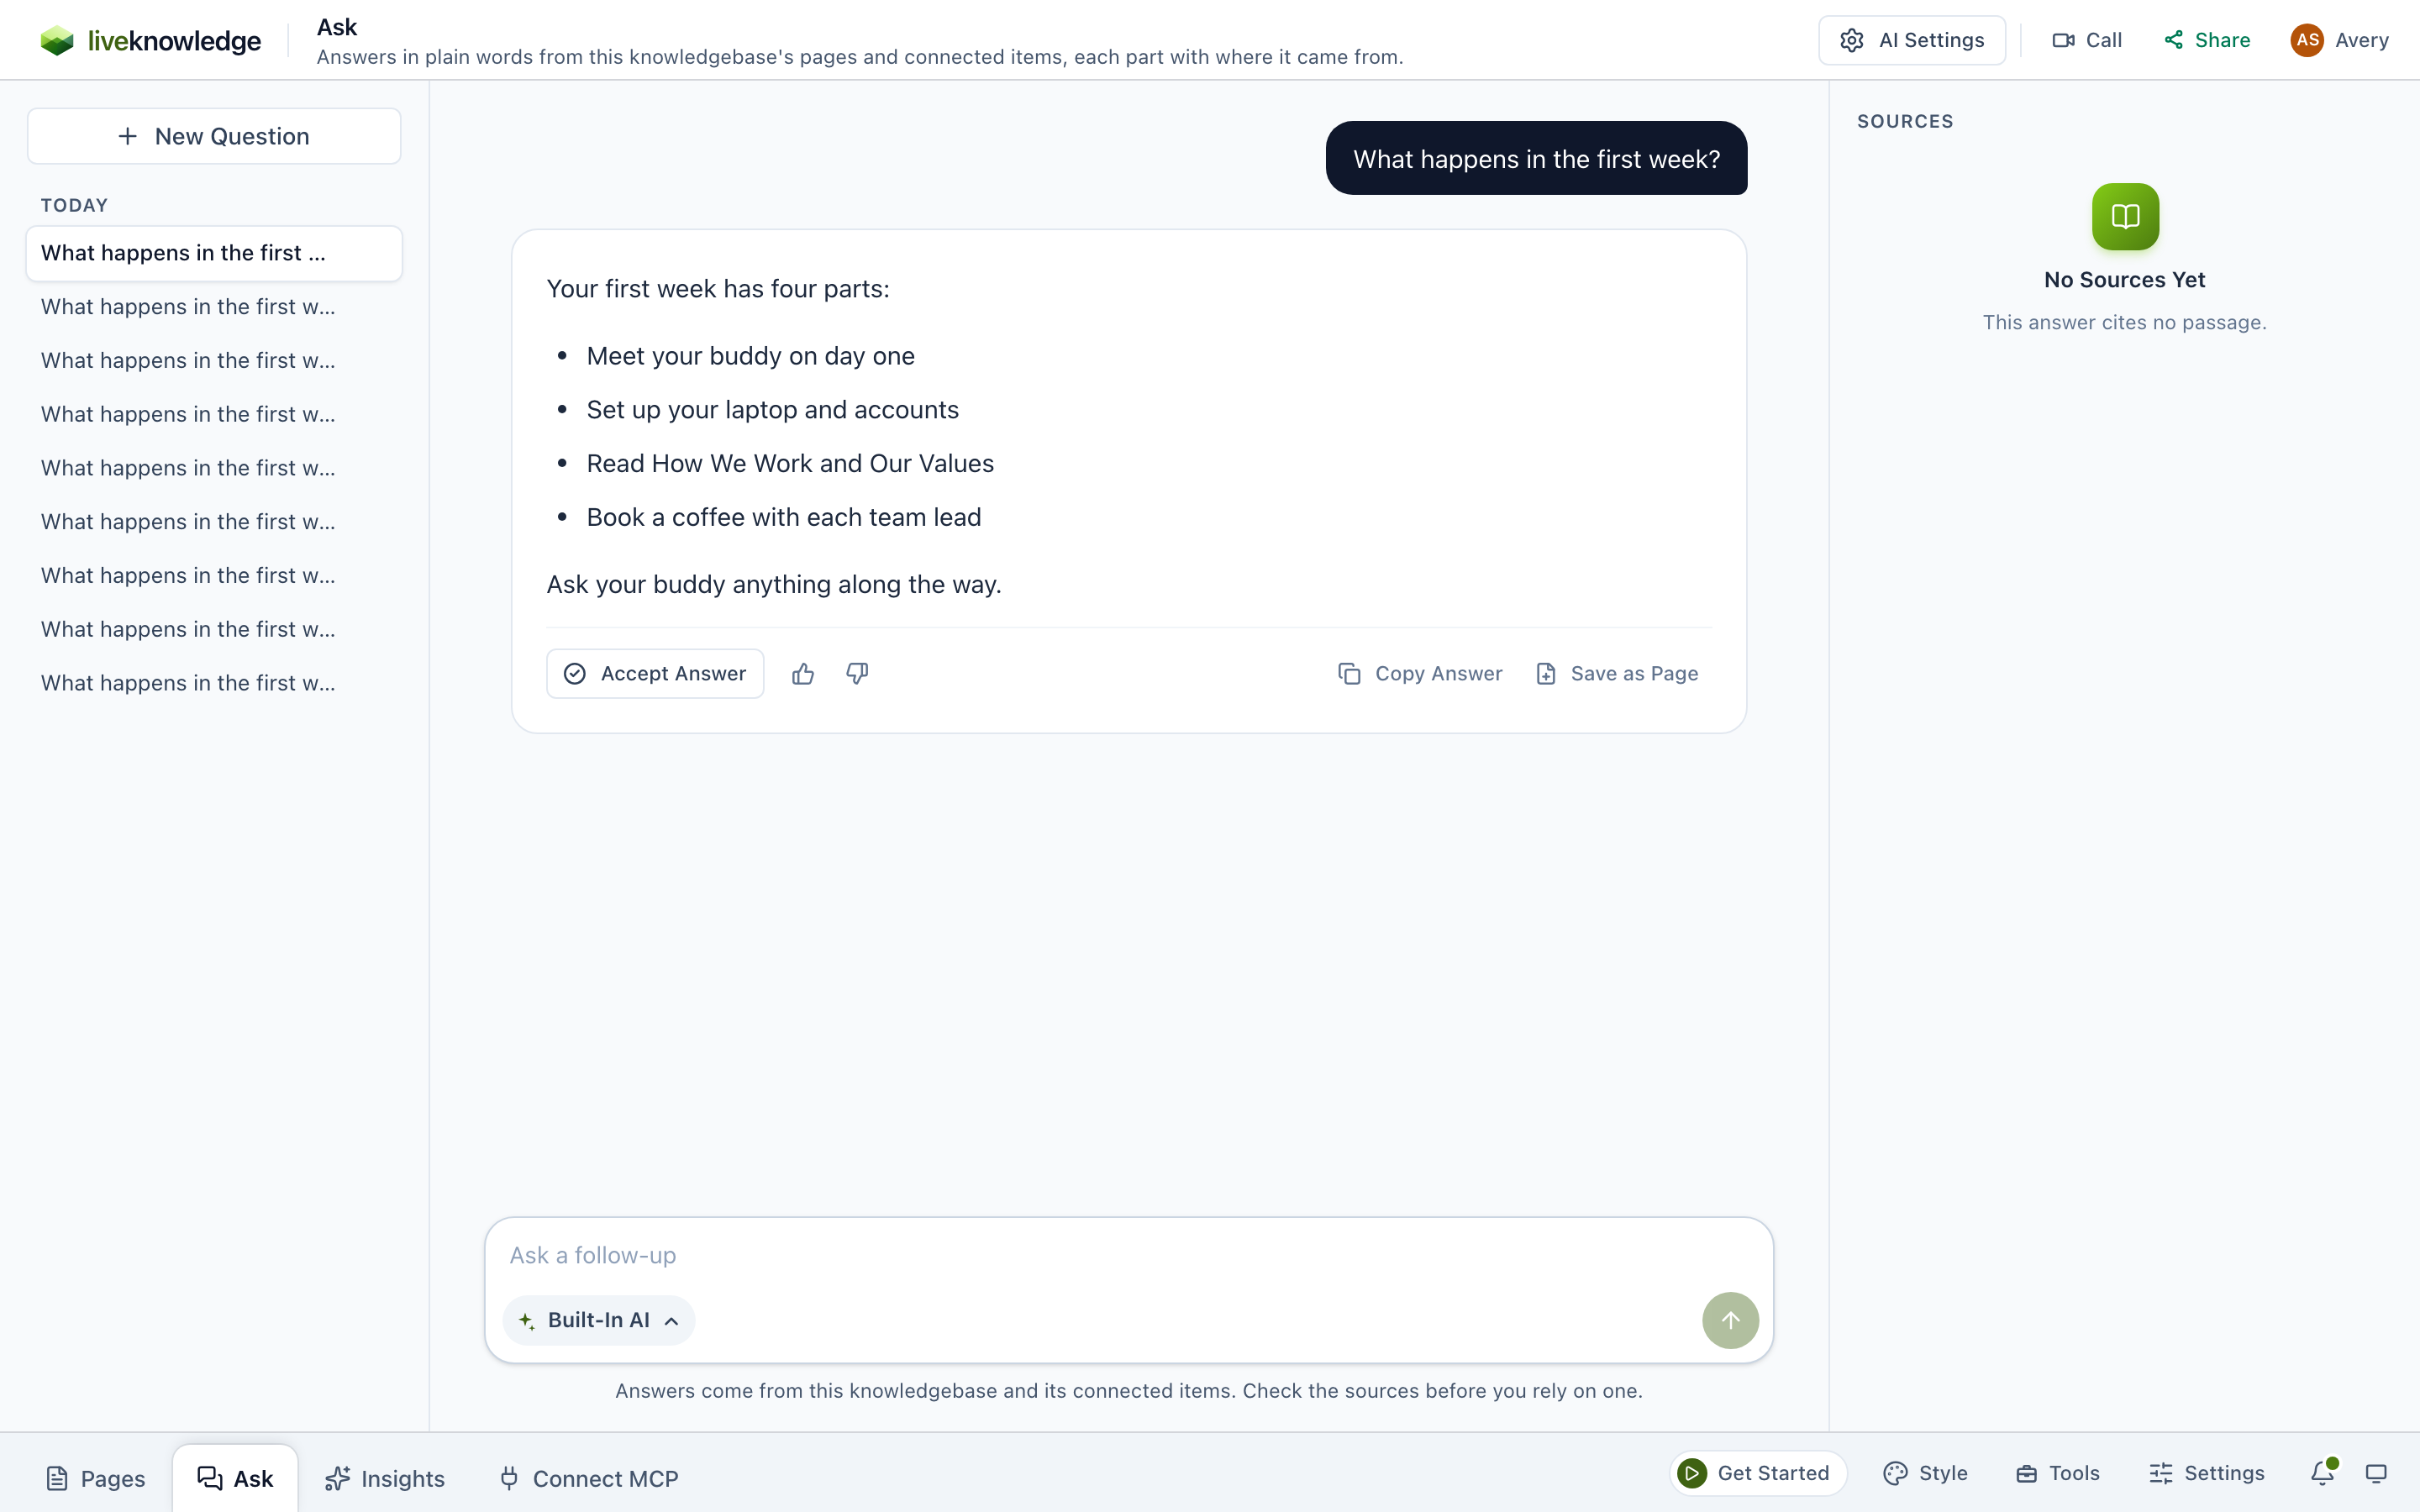 liveknowledge
Ask
Answers in plain words from this knowledgebase's pages and connected items, each part with where it came from.
AI Settings
Call
Share
AS
Avery
New Question
TODAY
What happens in the first ...
What happens in the first w...
What happens in the first w...
What happens in the first w...
What happens in the first w...
What happens in the first w...
What happens in the first w...
What happens in the first w...
What happens in the first w...
What happens in the first week?
Your first week has four parts:
• Meet your buddy on day one
• Set up your laptop and accounts
• Read How We Work and Our Values
• Book a coffee with each team lead
Ask your buddy anything along the way.
Accept Answer
Copy Answer
Save as Page
SOURCES
No Sources Yet
This answer cites no passage.
Ask a follow-up
Built-In AI
Answers come from this knowledgebase and its connected items. Check the sources before you rely on one.
Pages
Ask
Insights
Connect MCP
Get Started
Style
Tools
Settings